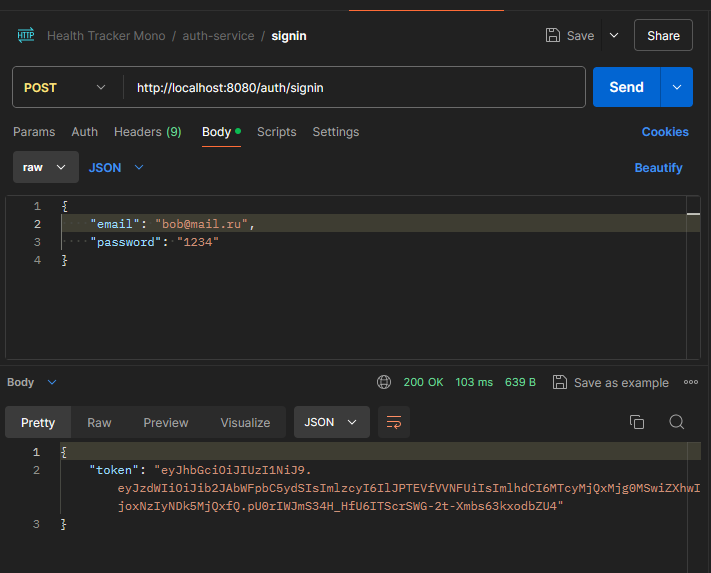 HTTP Health Tracker Mono / auth-service / signin Save Share
POST http://localhost:8080/auth/signin Send
Params Auth Headers (9) Body Scripts Settings Cookies
raw JSON Beautify
1 {
2 "email": "bob@mail.ru",
3 "password": "1234"
4 }
Body 200 OK 103 ms 639 B Save as example
Pretty Raw Preview Visualize JSON
1 {
2 "token": "eyJhbGciOiJIUzI1NiJ9.
eyJzdWIiOiJib2JAbWFpbC5ydSIsImlzcyI6IlJPTEVfVVNFUiIsImlhdCI6MTcyMjQxMjg0MSwiZXhwI
joxNzIyNDk5MjQxfQ.pU0rIWJmS34H_HfU6ITScrSWG-2t-Xmbs63kxodbZU4"
3 }